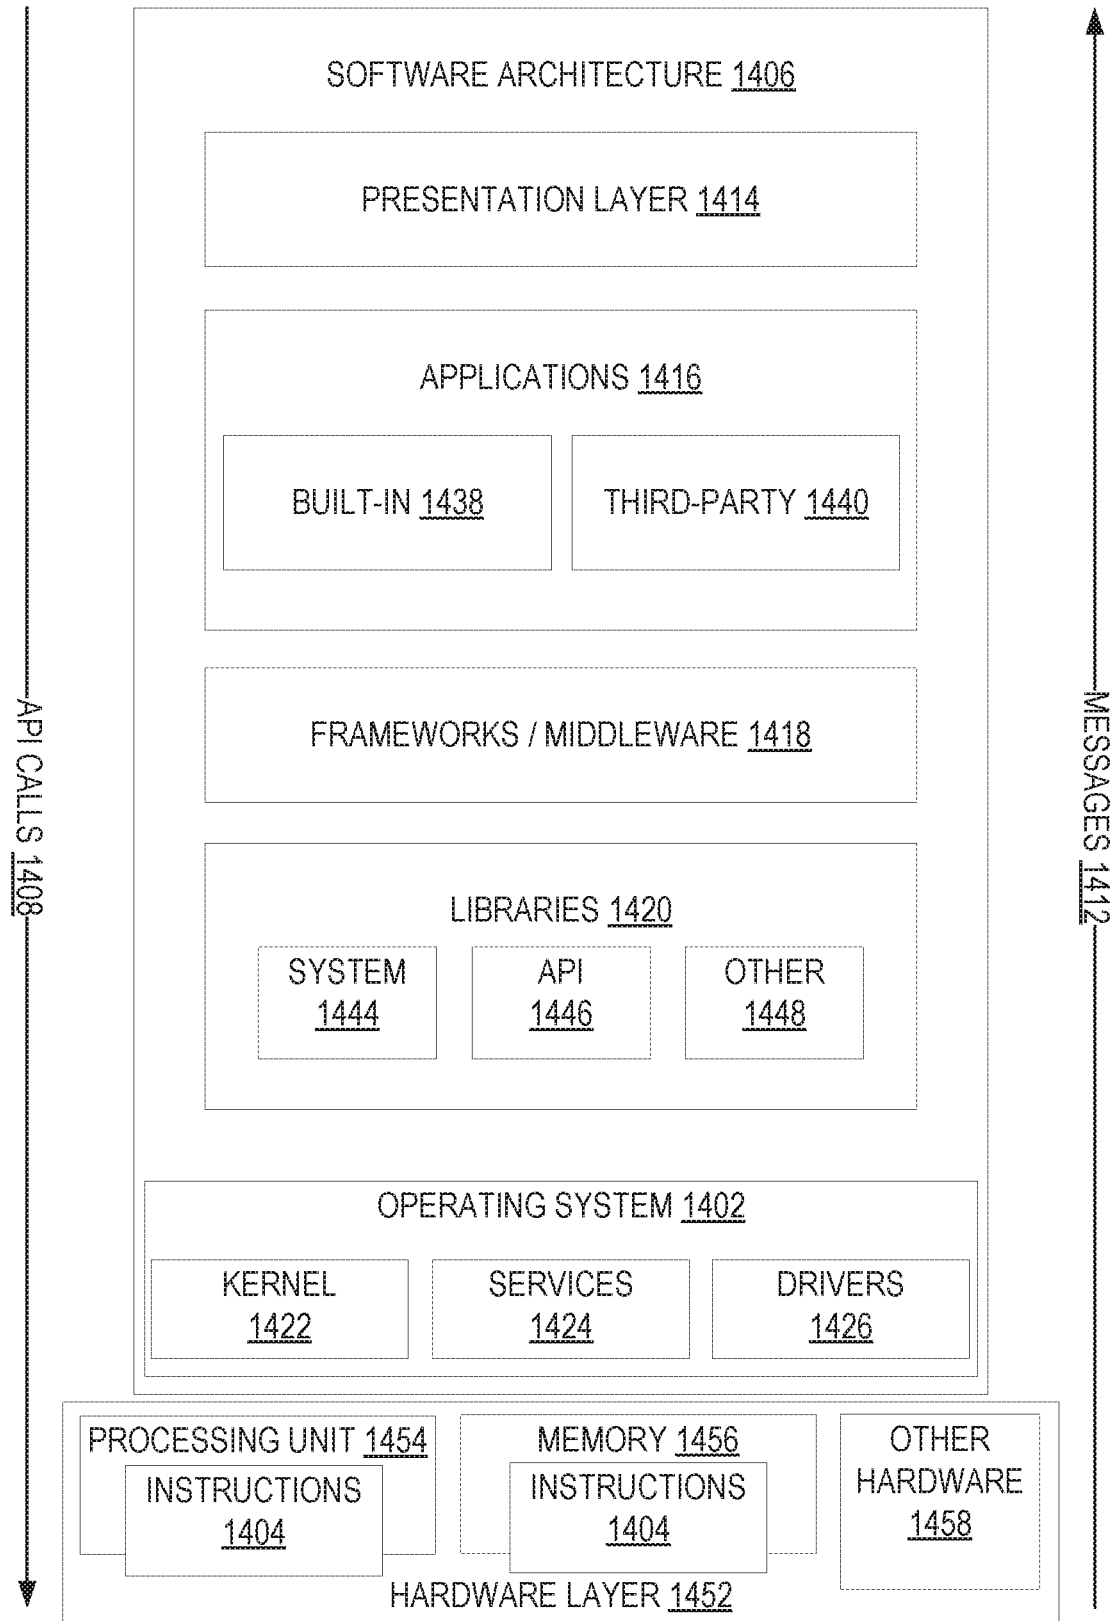 SOFTWARE ARCHITECTURE 1406
PRESENTATION LAYER 1414
APPLICATIONS 1416
BUILT-IN 1438
THIRD-PARTY 1440
FRAMEWORKS / MIDDLEWARE 1418
API CALLS 1408
MESSAGES 1412
LIBRARIES 1420
SYSTEM
1444
API
1446
OTHER
1448
OPERATING SYSTEM 1402
KERNEL
1422
SERVICES
1424
DRIVERS
1426
PROCESSING UNIT 1454
INSTRUCTIONS
1404
MEMORY 1456
INSTRUCTIONS
1404
OTHER
HARDWARE
1458
HARDWARE LAYER 1452